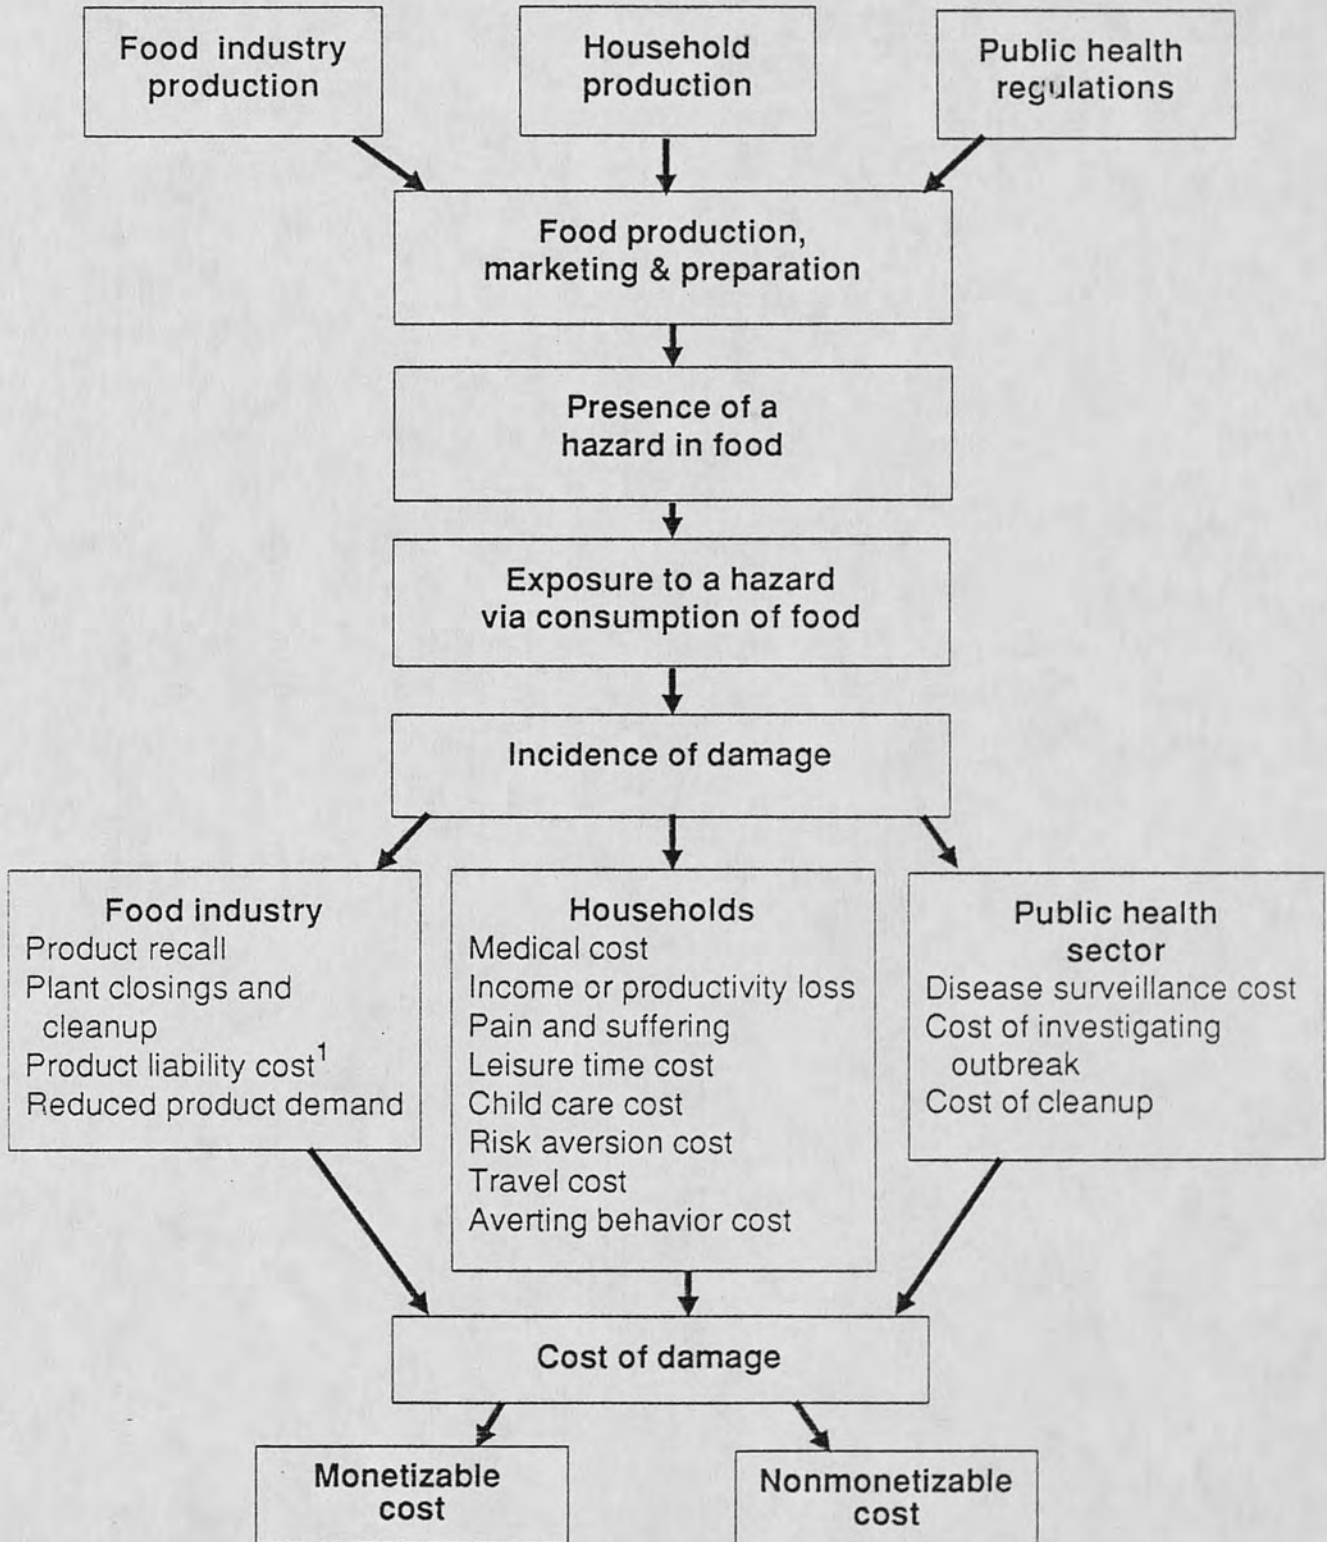 Food industry
production
Household
production
Public health
regulations
Food production,
marketing & preparation
Presence of a
hazard in food
Exposure to a hazard
via consumption of food
Incidence of damage
Food industry
Product recall
Plant closings and
cleanup
Product liability cost¹
Reduced product demand
Households
Medical cost
Income or productivity loss
Pain and suffering
Leisure time cost
Child care cost
Risk aversion cost
Travel cost
Averting behavior cost
Public health
sector
Disease surveillance cost
Cost of investigating
outbreak
Cost of cleanup
Cost of damage
Monetizable
cost
Nonmonetizable
cost